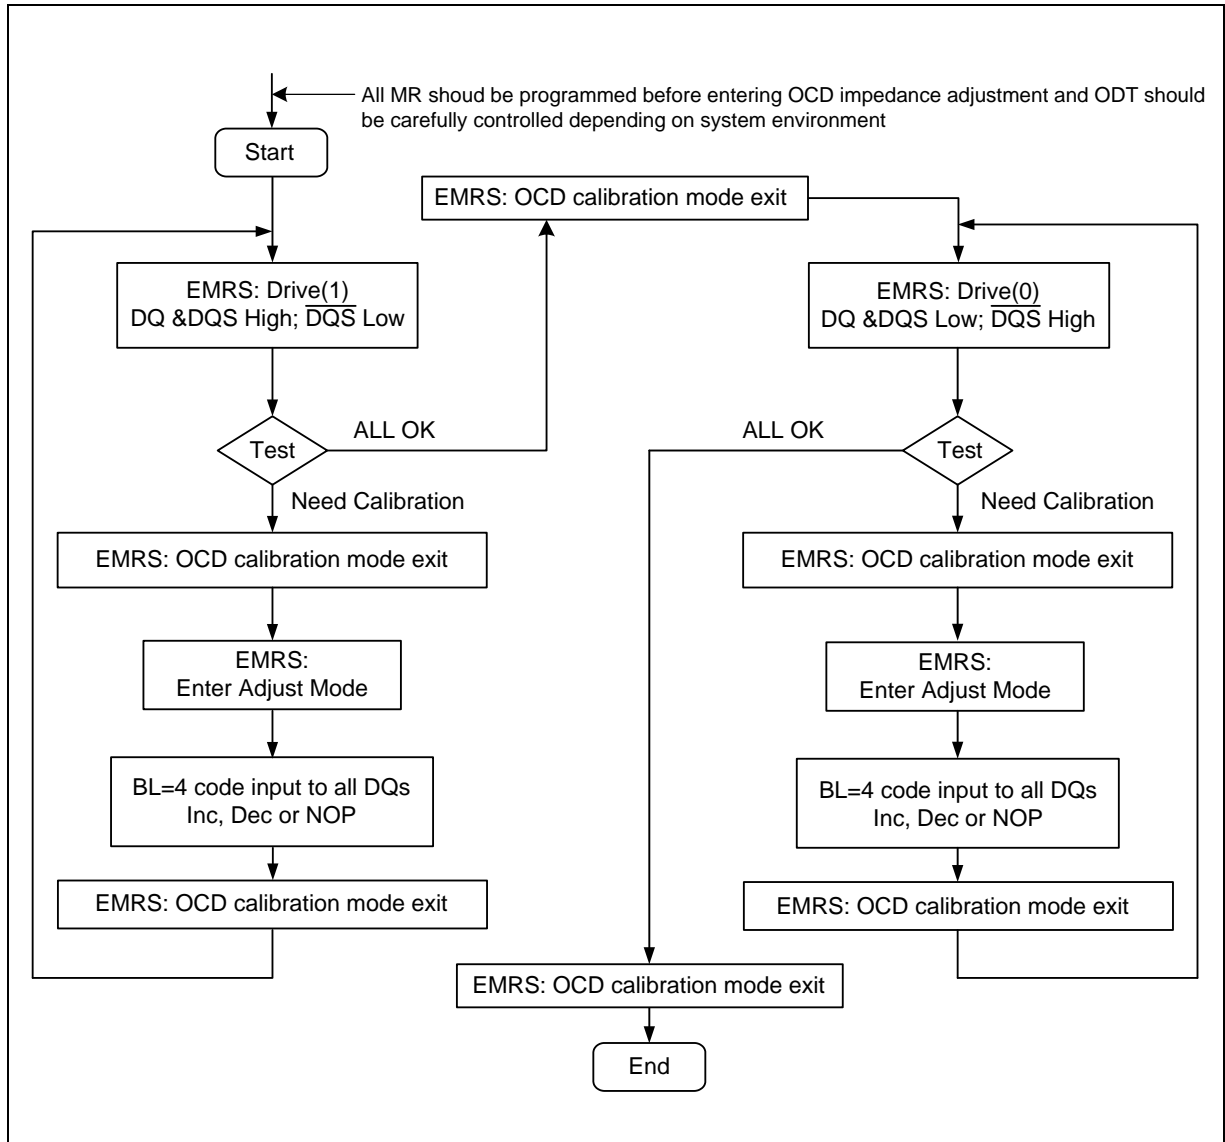 All MR shoud be programmed before entering OCD impedance adjustment and ODT should
be carefully controlled depending on system environment
Start
EMRS: OCD calibration mode exit
EMRS: Drive(1)
DQ &DQS High; D̅Q̅S̅ Low
Test
ALL OK
Need Calibration
EMRS: OCD calibration mode exit
EMRS:
Enter Adjust Mode
BL=4 code input to all DQs
Inc, Dec or NOP
EMRS: OCD calibration mode exit
EMRS: Drive(0)
DQ &DQS Low; D̅Q̅S̅ High
ALL OK
Test
Need Calibration
EMRS: OCD calibration mode exit
EMRS:
Enter Adjust Mode
BL=4 code input to all DQs
Inc, Dec or NOP
EMRS: OCD calibration mode exit
EMRS: OCD calibration mode exit
End